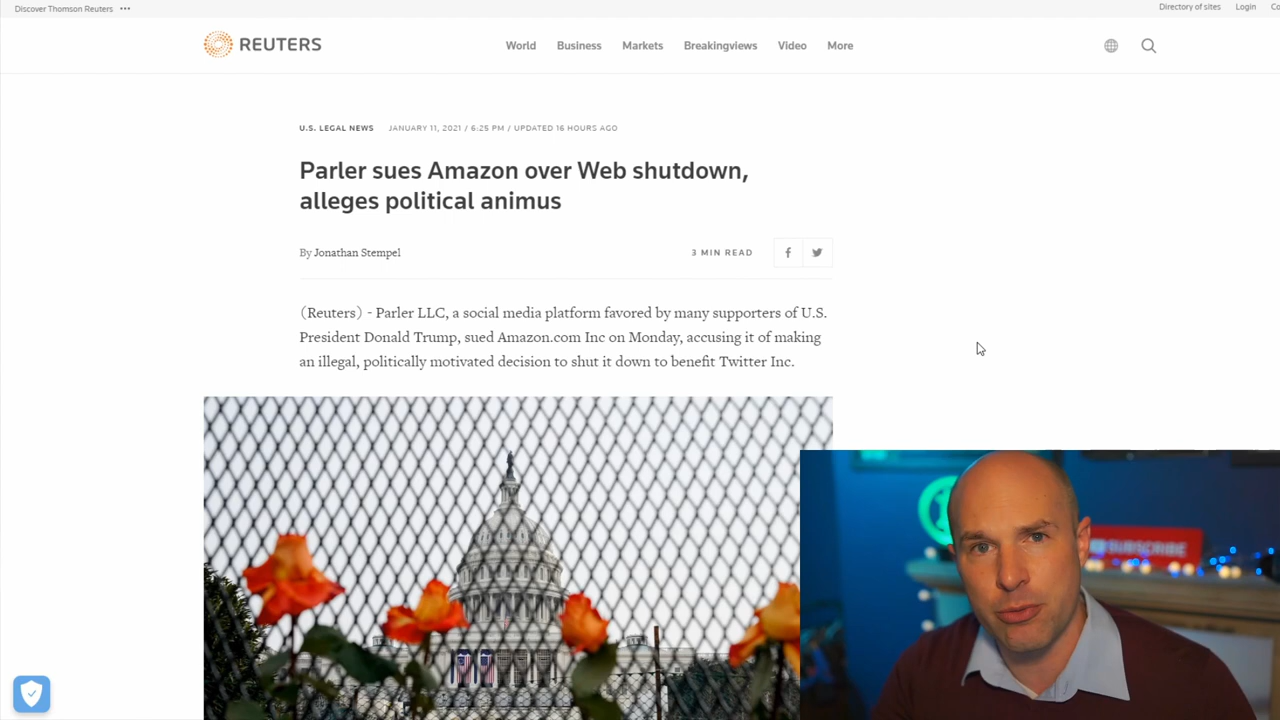 Discover Thomson Reuters •••
Directory of sites Login
REUTERS
World Business Markets Breakingviews Video More
U.S. LEGAL NEWS JANUARY 11, 2021 / 6:25 PM / UPDATED 16 HOURS AGO
Parler sues Amazon over Web shutdown,
alleges political animus
By Jonathan Stempel
3 MIN READ
(Reuters) - Parler LLC, a social media platform favored by many supporters of U.S.
President Donald Trump, sued Amazon.com Inc on Monday, accusing it of making
an illegal, politically motivated decision to shut it down to benefit Twitter Inc.
SUBSCRIBE